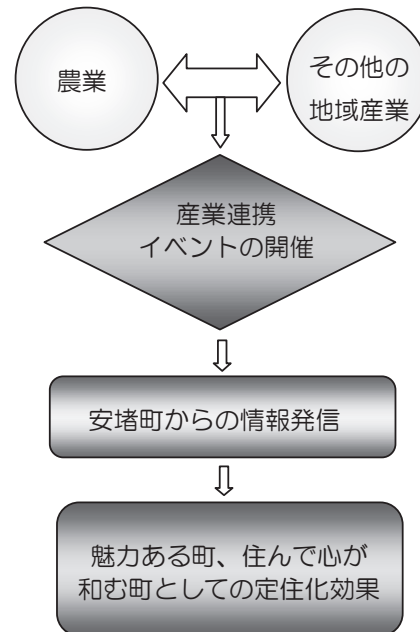 農業
その他の
地域産業
産業連携
イベントの開催
安堵町からの情報発信
魅力ある町、住んで心が
和む町としての定住化効果